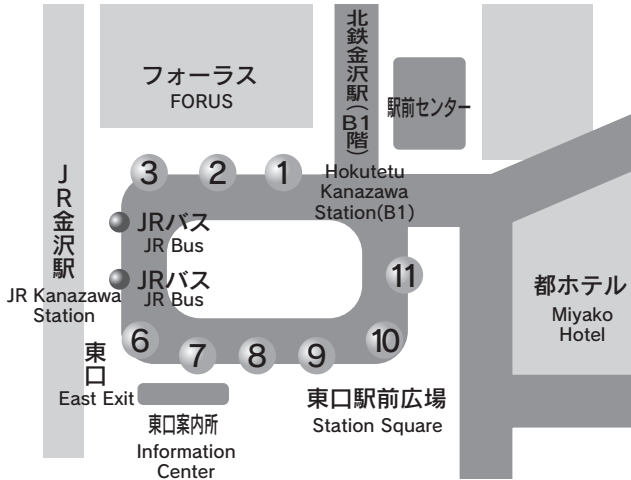 フォーラス
FORUS
北鉄金沢駅(B1階)
Hokutetu
Kanazawa
Station(B1)
駅前センター
3
2
1
JR金沢駅
JR Kanazawa
Station
JRバス
JR Bus
JRバス
JR Bus
11
都ホテル
Miyako
Hotel
6
7
8
9
10
東口
East Exit
東口案内所
Information
Center
東口駅前広場
Station Square